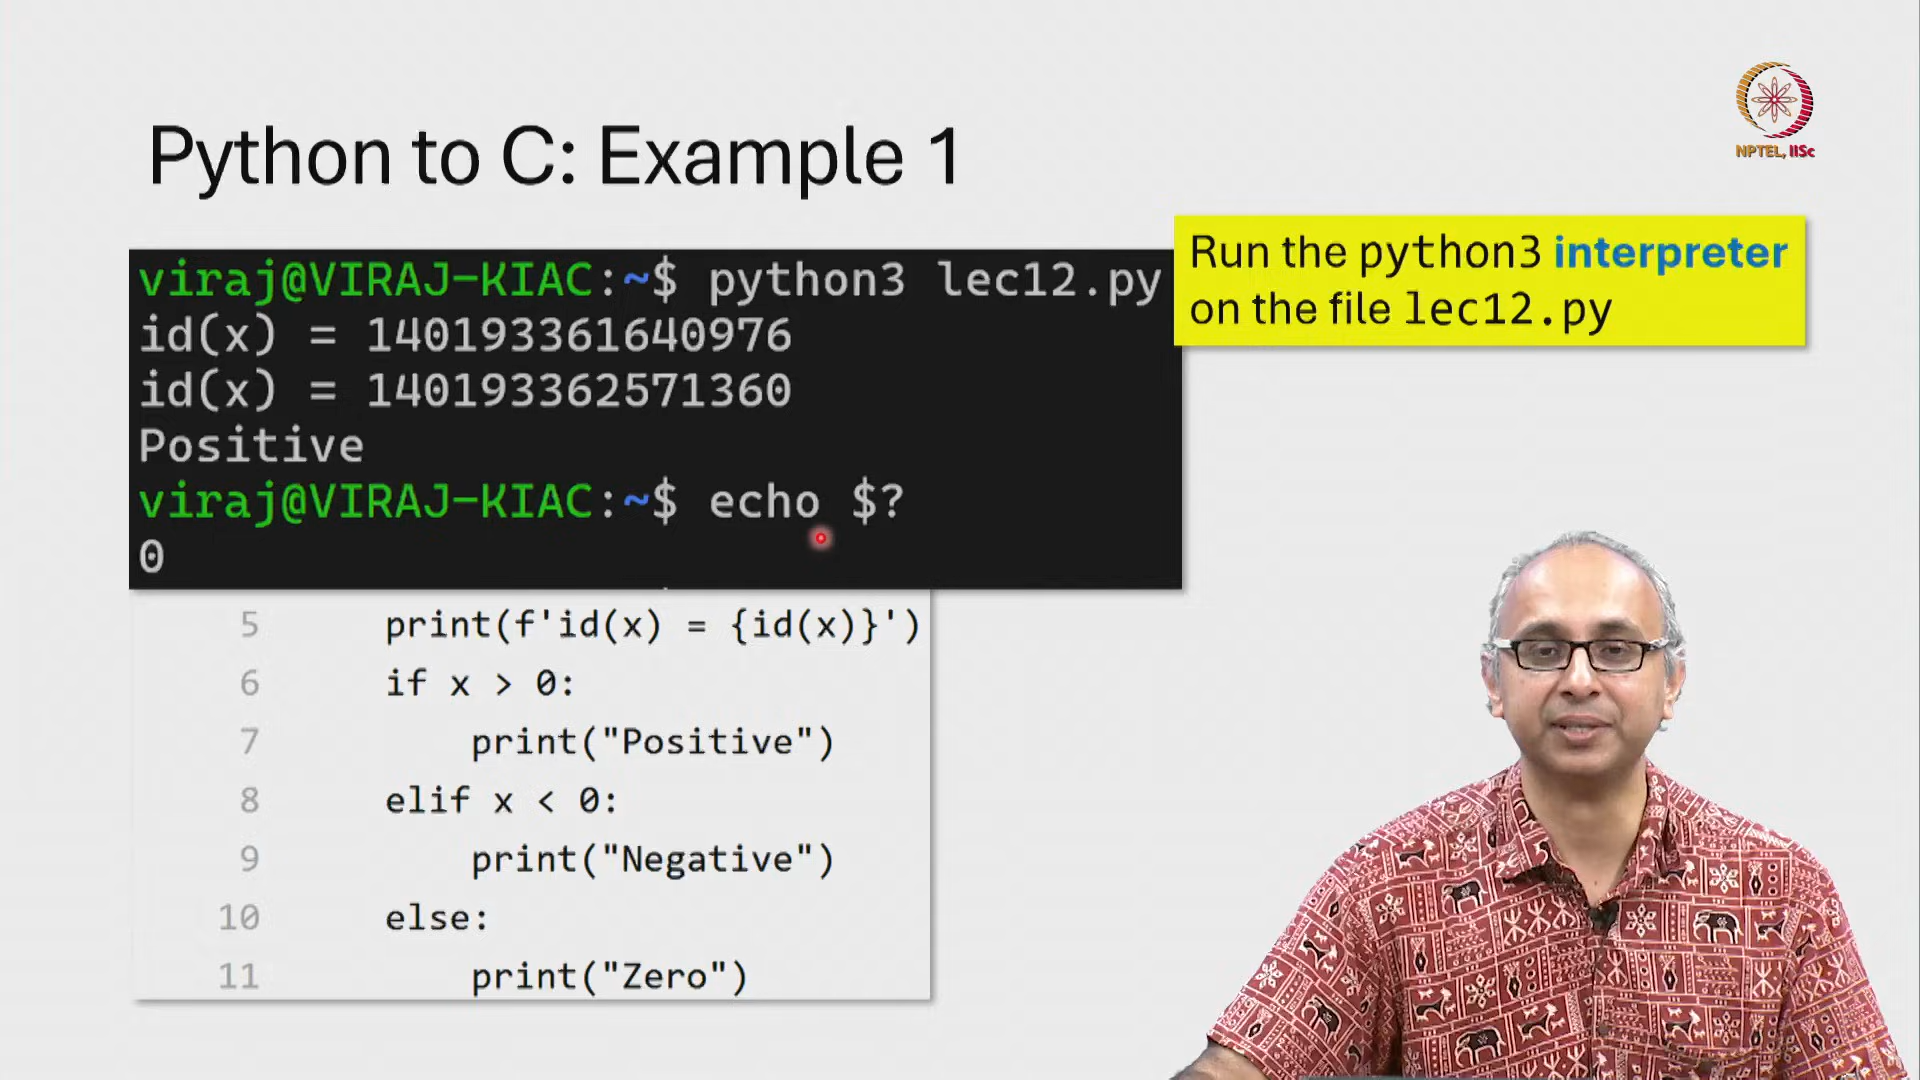 NPTEL, IISc
Python to C: Example 1
viraj@VIRAJ-KIAC:~$ python3 lec12.py
id(x) = 140193361640976
id(x) = 140193362571360
Positive
viraj@VIRAJ-KIAC:~$ echo $?
0
Run the python3 interpreter
on the file lec12.py
5 print(f'id(x) = {id(x)}')
6 if x > 0:
7 print("Positive")
8 elif x < 0:
9 print("Negative")
10 else:
11 print("Zero")